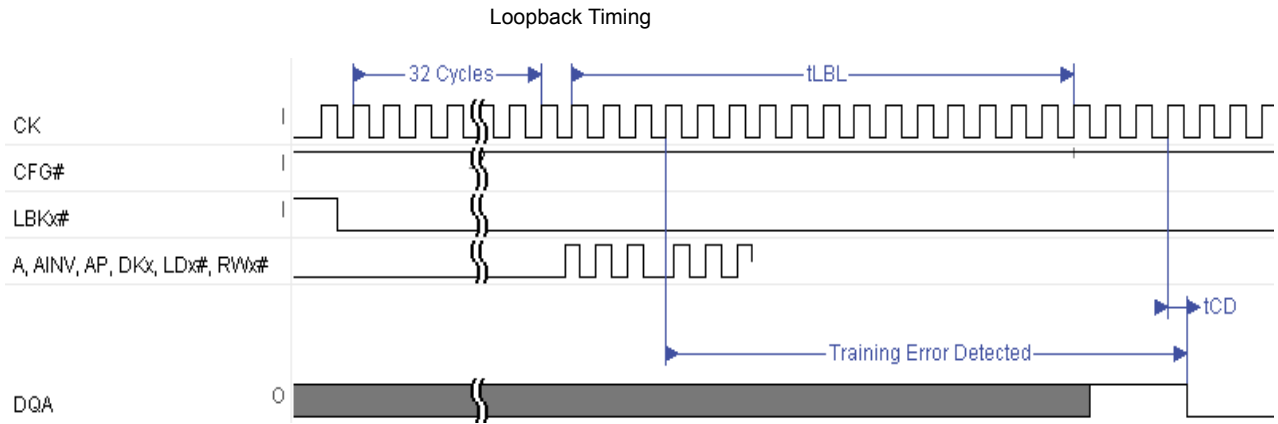 Loopback Timing
32 Cycles
tLBL
CK I
CFG# I
LBKx# I
A, AINV, AP, DKx, LDx#, RWx#
tCD
Training Error Detected
DQA O